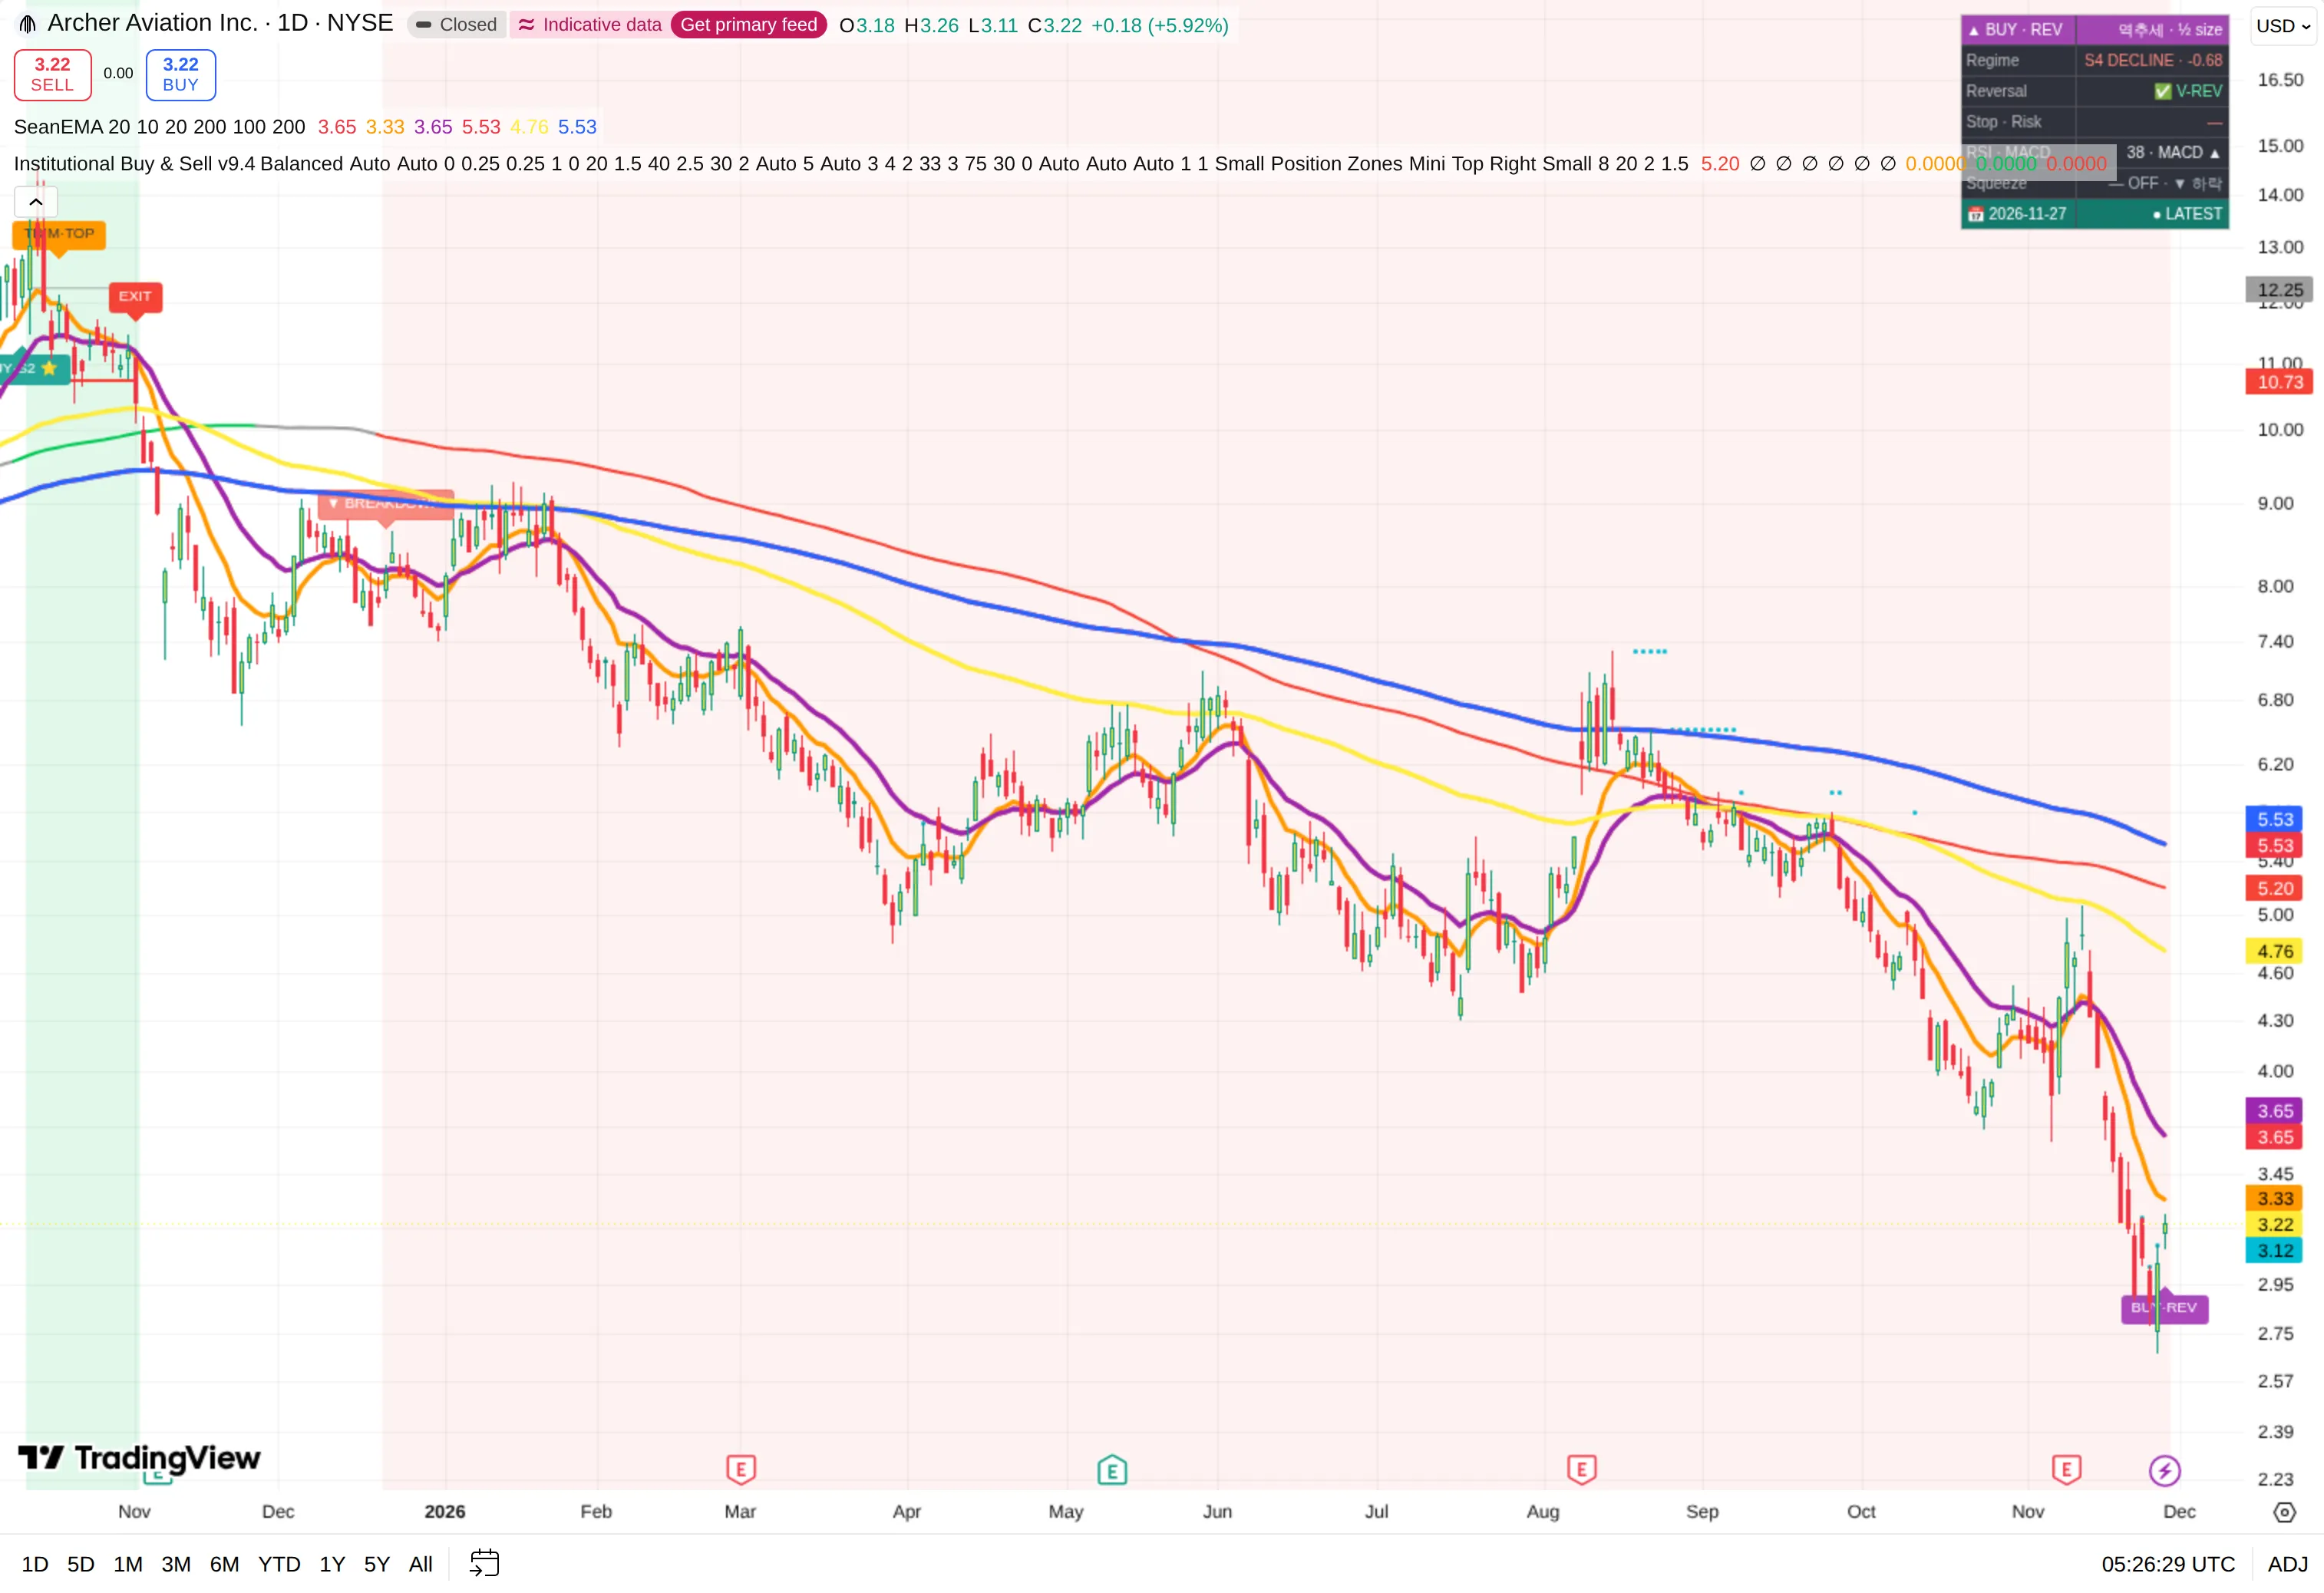 Archer Aviation Inc. · 1D · NYSE Closed Indicative data Get primary feed O3.18 H3.26 L3.11 C3.22 +0.18 (+5.92%)
3.22 SELL 0.00 3.22 BUY
SeanEMA 20 10 20 200 100 200 3.65 3.33 3.65 5.53 4.76 5.53
Institutional Buy & Sell v9.4 Balanced Auto Auto 0 0.25 0.25 1 0 20 1.5 40 2.5 30 2 Auto 5 Auto 3 4 2 33 3 75 30 0 Auto Auto Auto 1 1 Small Position Zones Mini Top Right Small 8 20 2 1.5 5.20 ∅ ∅ ∅ ∅ ∅ ∅ 0.0000 0.0000 0.0000
▲ BUY · REV 역추세 · ½ size
Regime S4 DECLINE · -0.68
Reversal ✅ V-REV
Stop · Risk —
RSI · MACD 38 · MACD ▲
Squeeze — OFF · ▼ 하락
📅 2026-11-27 ● LATEST
USD
16.50
15.00
14.00
13.00
12.25
12.00
11.00
10.73
10.00
9.00
8.00
7.40
6.80
6.20
5.53
5.53
5.40
5.20
5.00
4.76
4.60
4.30
4.00
3.65
3.65
3.45
3.33
3.22
3.12
2.95
2.75
2.57
2.39
2.23
EXIT
BUY-REV
TradingView
E E E E E
Nov Dec 2026 Feb Mar Apr May Jun Jul Aug Sep Oct Nov Dec
1D 5D 1M 3M 6M YTD 1Y 5Y All 05:26:29 UTC ADJ